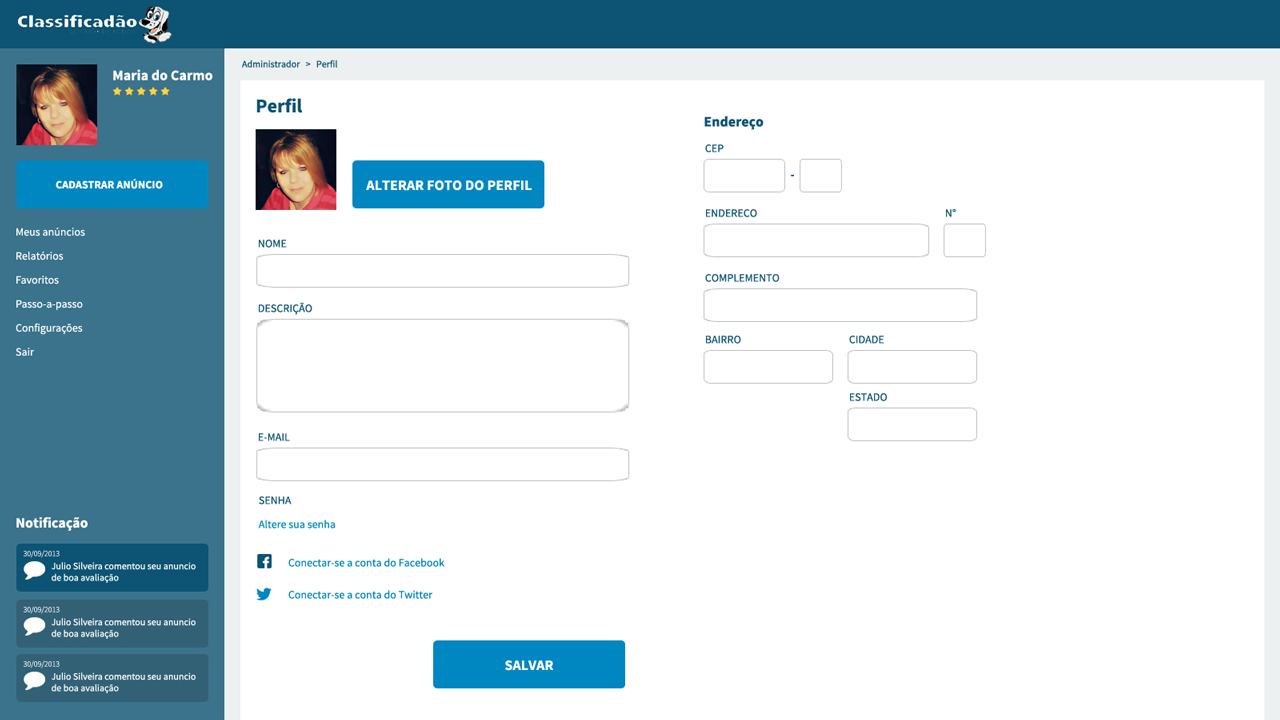 Classificadão
Maria do Carmo
CADASTRAR ANÚNCIO
Meus anúncios
Relatórios
Favoritos
Passo-a-passo
Configurações
Sair
Notificação
30/09/2013
Julio Silveira comentou seu anuncio
de boa avaliação
30/09/2013
Julio Silveira comentou seu anuncio
de boa avaliação
30/09/2013
Julio Silveira comentou seu anuncio
de boa avaliação
Administrador > Perfil
Perfil
ALTERAR FOTO DO PERFIL
NOME
DESCRIÇÃO
E-MAIL
SENHA
Altere sua senha
Conectar-se a conta do Facebook
Conectar-se a conta do Twitter
SALVAR
Endereço
CEP
-
ENDERECO N°
COMPLEMENTO
BAIRRO CIDADE
ESTADO